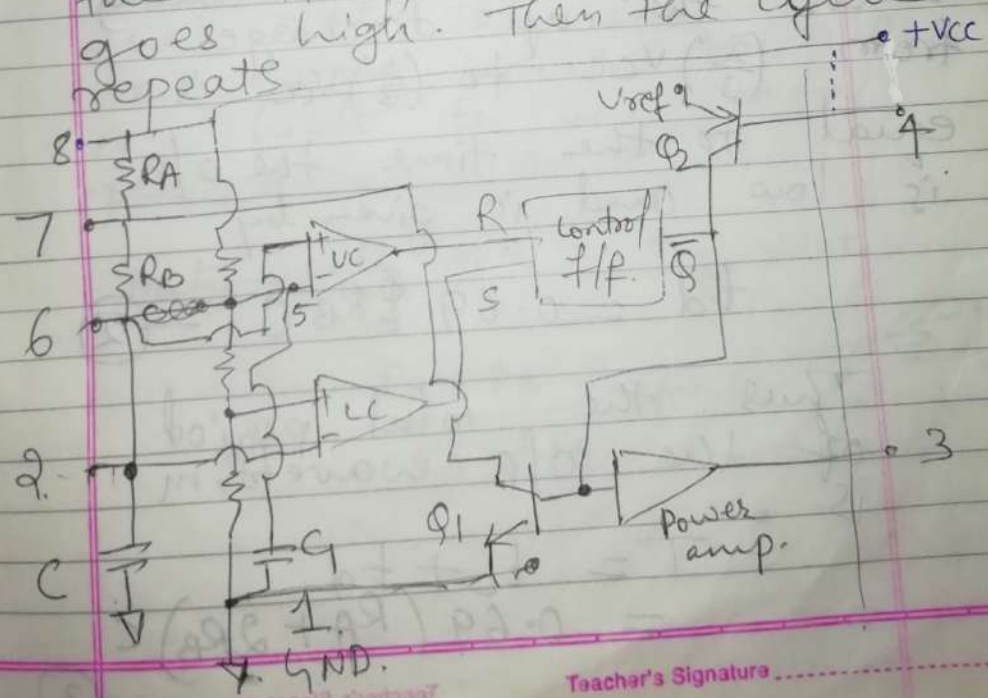 goes high. Then the
repeats
+VCC
8
RA
Vref
Q2
4
7
R
control
f/f.
Q̅
+
UC
-
RB
S
5
6
+
LC
-
2.
3
Q1
Power
amp.
C
C1
1.
GND.
Teacher's Signature